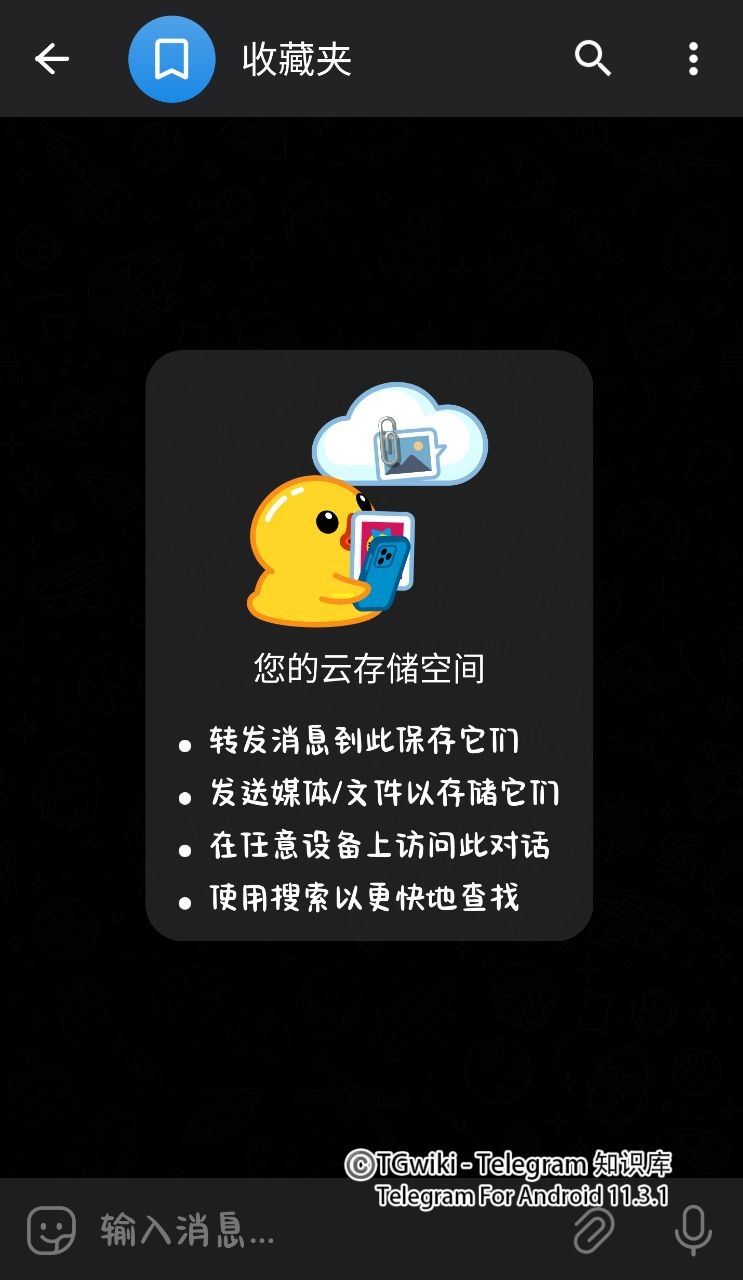 收藏夹
您的云存储空间
转发消息到此保存它们
发送媒体/文件以存储它们
在任意设备上访问此对话
使用搜索以更快地查找
©TGwiki - Telegram 知识库
Telegram For Android 11.3.1
输入消息...